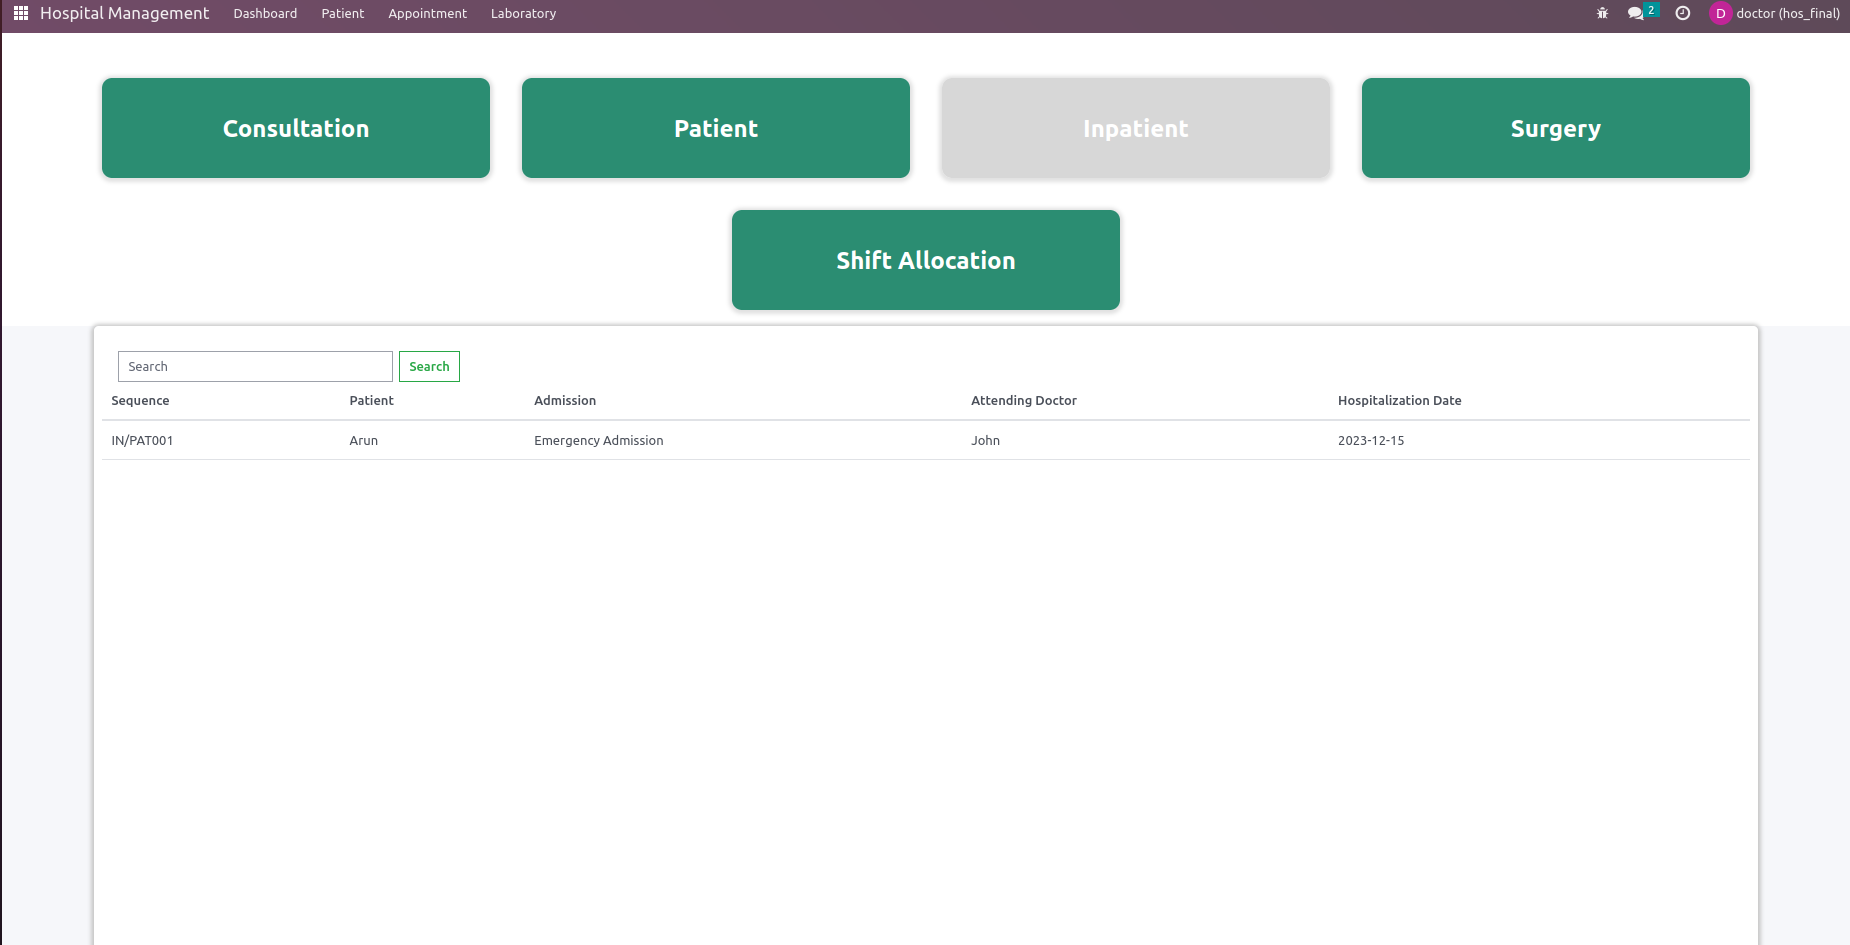 Hospital Management Dashboard Patient Appointment Laboratory 2 D doctor (hos_final)
Consultation Patient Inpatient Surgery
Shift Allocation
Search Search
Sequence Patient Admission Attending Doctor Hospitalization Date
IN/PAT001 Arun Emergency Admission John 2023-12-15